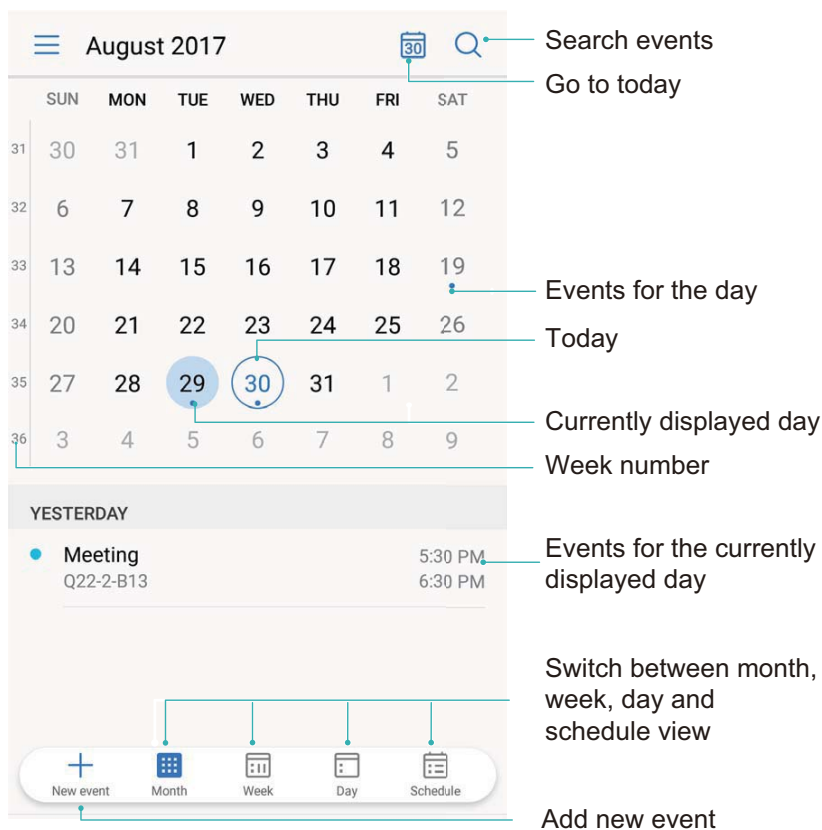 August 2017
30
Search events
Go to today
SUN MON TUE WED THU FRI SAT
31 30 31 1 2 3 4 5
32 6 7 8 9 10 11 12
33 13 14 15 16 17 18 19
Events for the day
34 20 21 22 23 24 25 26
Today
35 27 28 29 30 31 1 2
Currently displayed day
36 3 4 5 6 7 8 9
Week number
YESTERDAY
Meeting 5:30 PM
Q22-2-B13 6:30 PM
Events for the currently
displayed day
Switch between month,
week, day and
schedule view
New event Month Week Day Schedule
Add new event